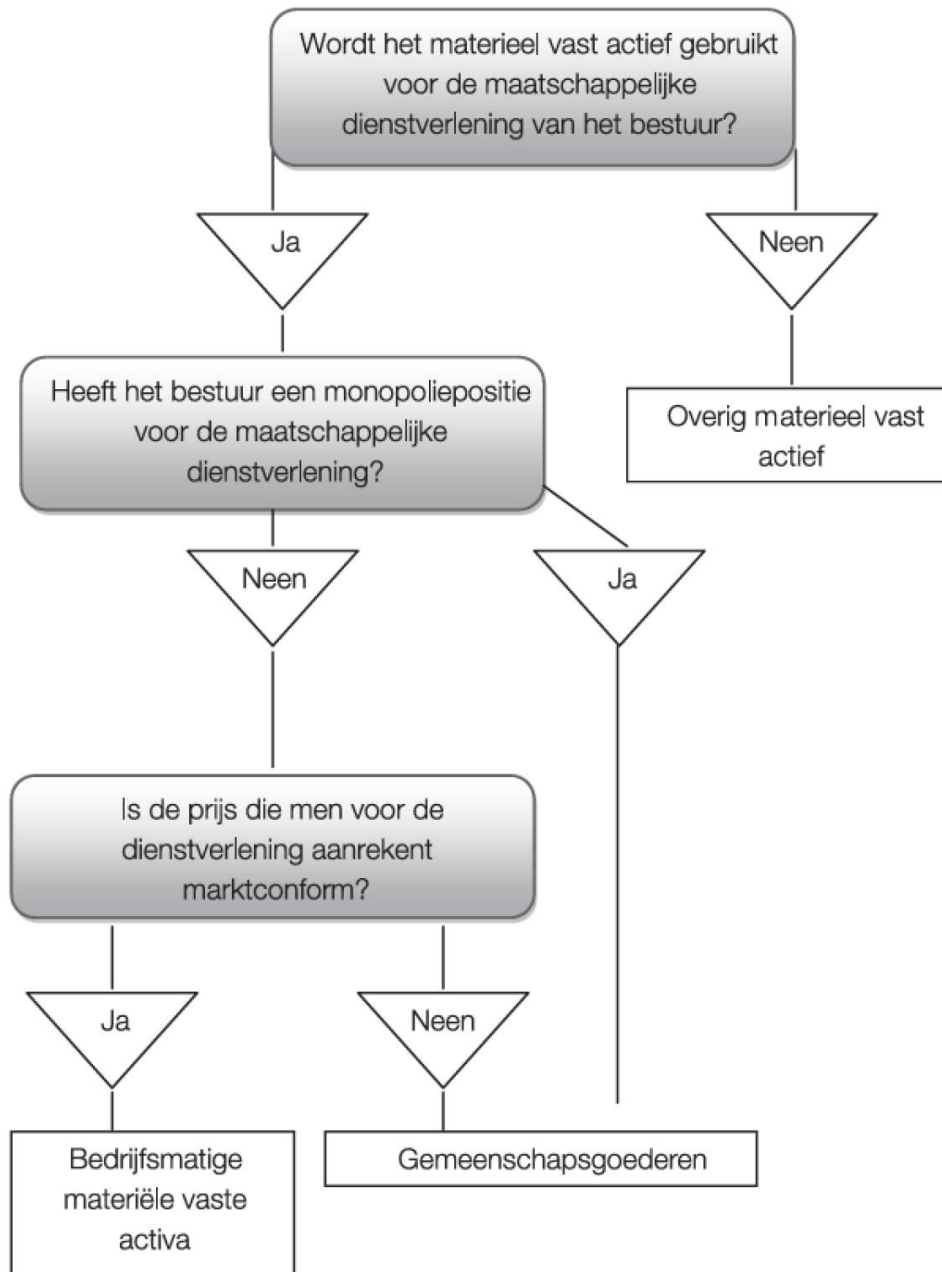 Wordt het materieel vast actief gebruikt
voor de maatschappelijke
dienstverlening van het bestuur?
Ja
Neen
Heeft het bestuur een monopoliepositie
voor de maatschappelijke
dienstverlening?
Overig materieel vast
actief
Neen
Ja
Is de prijs die men voor de
dienstverlening aanrekent
marktconform?
Ja
Neen
Bedrijfsmatige
materiële vaste
activa
Gemeenschapsgoederen